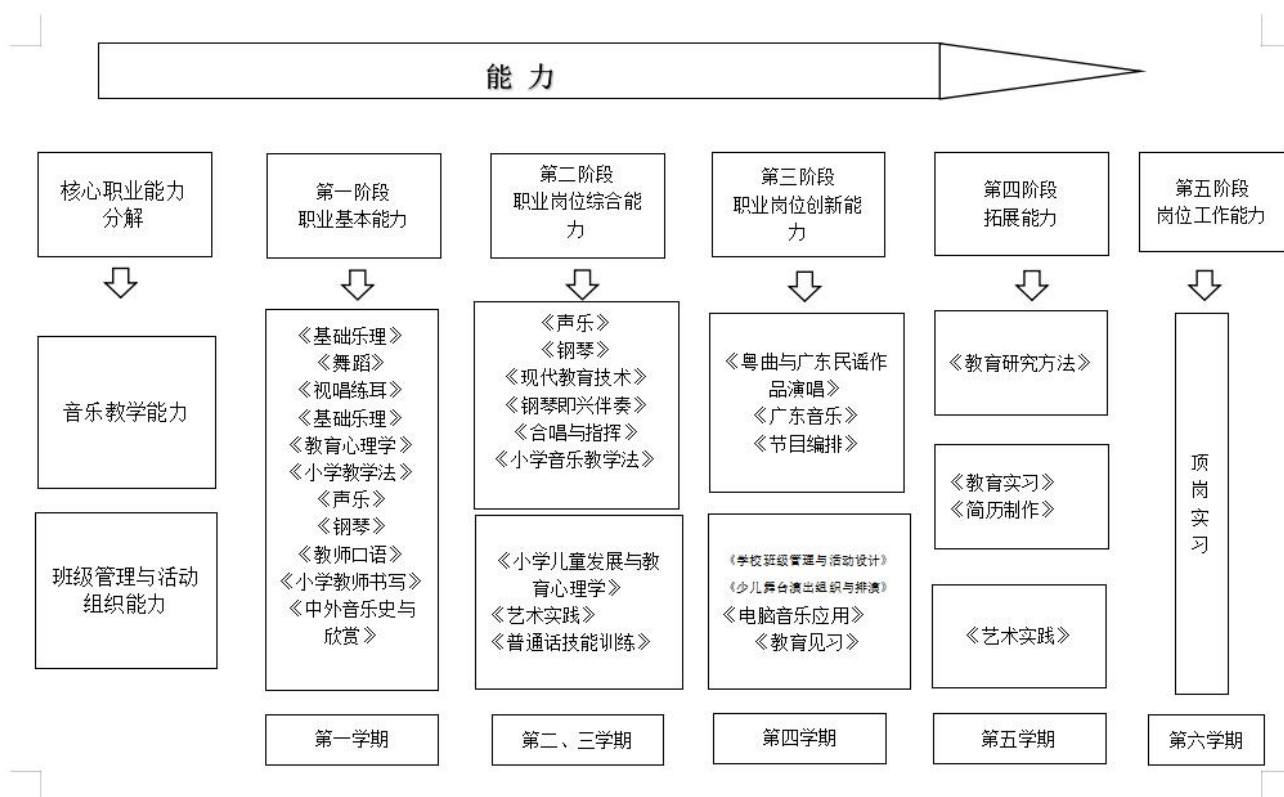 能 力
核心职业能力
分解
第一阶段
职业基本能力
第二阶段
职业岗位综合能
力
第三阶段
职业岗位创新能
力
第四阶段
拓展能力
第五阶段
岗位工作能力
音乐教学能力
班级管理与活动
组织能力
《基础乐理》
《舞蹈》
《视唱练耳》
《基础乐理》
《教育心理学》
《小学教学法》
《声乐》
《钢琴》
《教师口语》
《小学教师书写》
《中外音乐史与
欣赏》
《声乐》
《钢琴》
《现代教育技术》
《钢琴即兴伴奏》
《合唱与指挥》
《小学音乐教学法》
《小学儿童发展与教
育心理学》
《艺术实践》
《普通话技能训练》
《粤曲与广东民谣作
品演唱》
《广东音乐》
《节目编排》
《学校班级管理与活动设计》
《少儿舞台演出组织与排演》
《电脑音乐应用》
《教育见习》
《教育研究方法》
《教育实习》
《简历制作》
《艺术实践》
顶
岗
实
习
第一学期
第二、三学期
第四学期
第五学期
第六学期